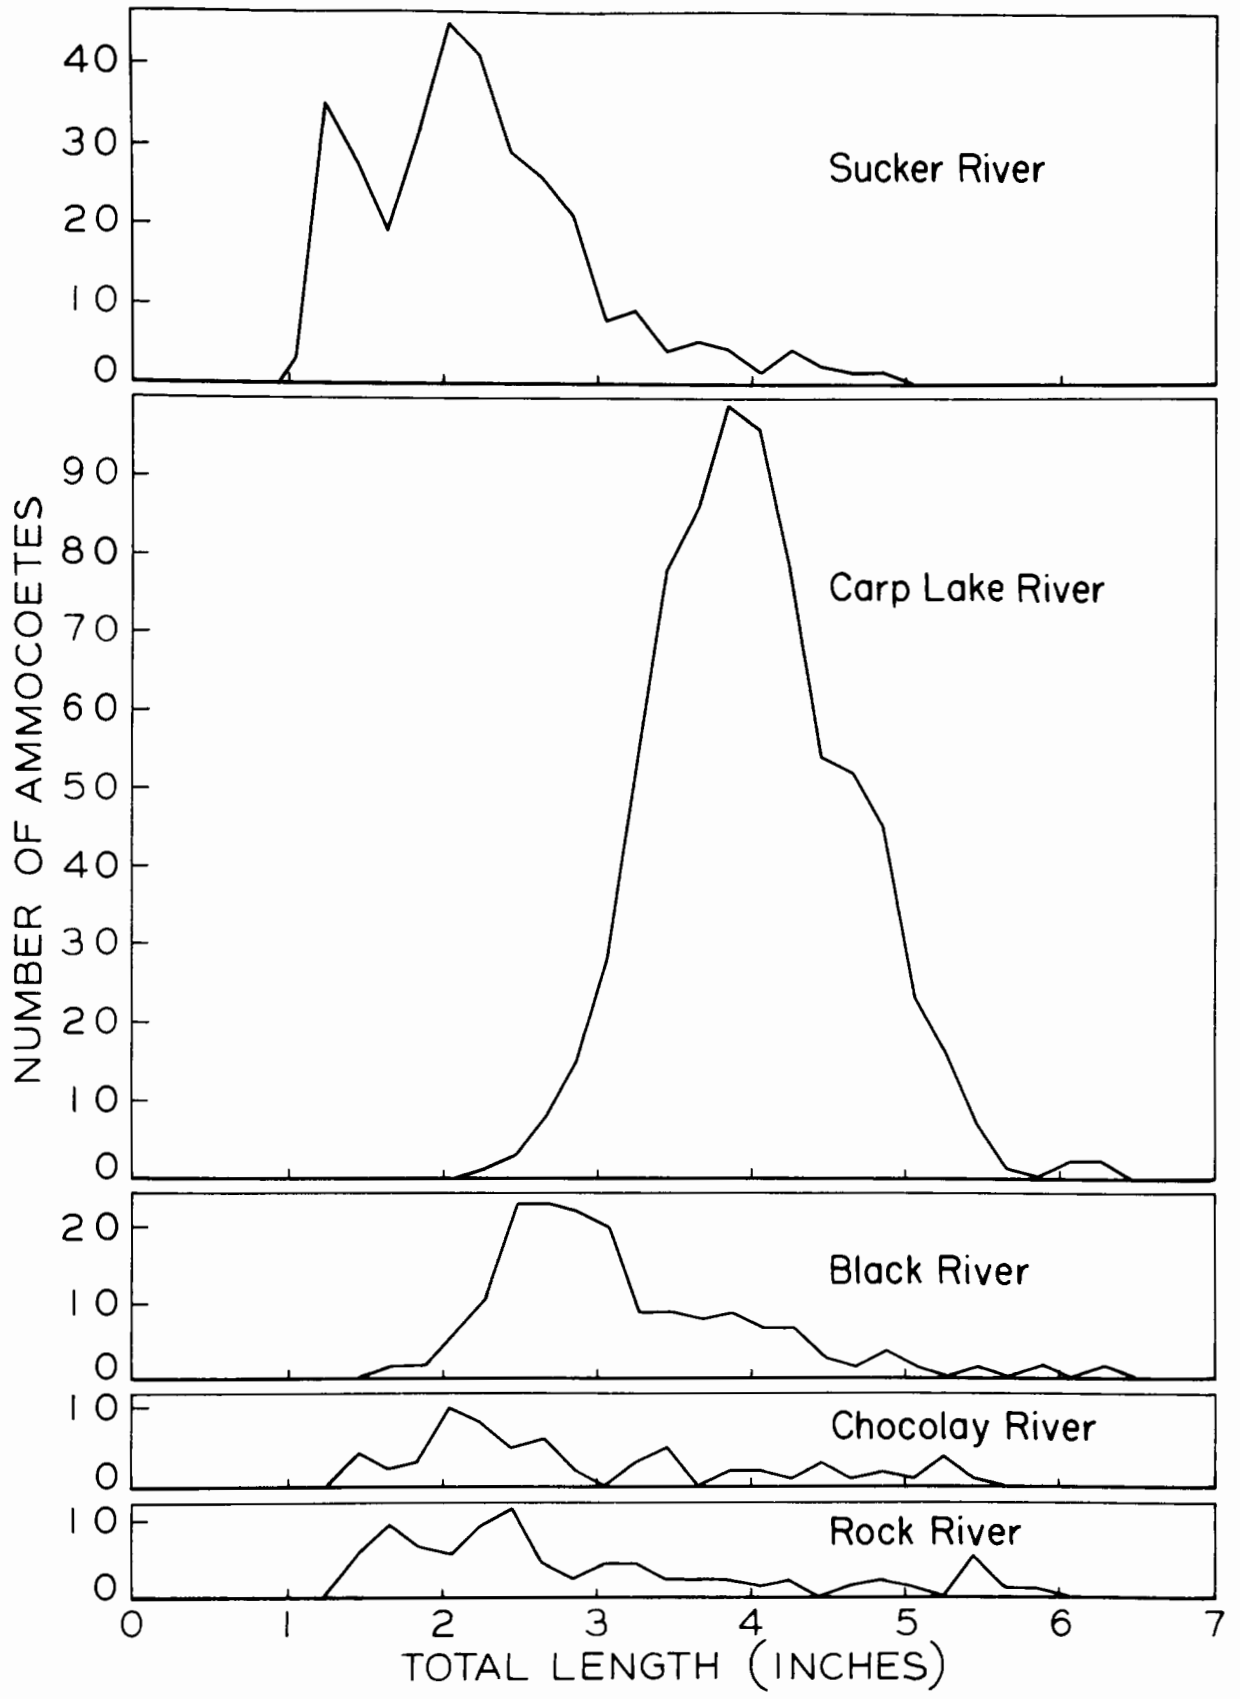 40
30
20
10
0
Sucker River
90
80
70
60
50
40
30
20
10
0
Carp Lake River
NUMBER OF AMMOCOETES
20
10
0
Black River
10
0
Chocolay River
10
0
Rock River
0 1 2 3 4 5 6 7
TOTAL LENGTH (INCHES)